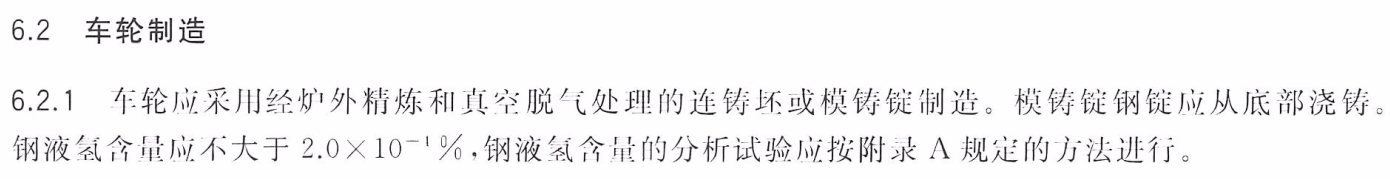 6.2 车轮制造
6.2.1 车轮应采用经炉外精炼和真空脱气处理的连铸坯或模铸锭制造。模铸锭钢锭应从底部浇铸。
钢液氢含量应不大于 2.0×10⁻⁴%,钢液氢含量的分析试验应按附录 A 规定的方法进行。